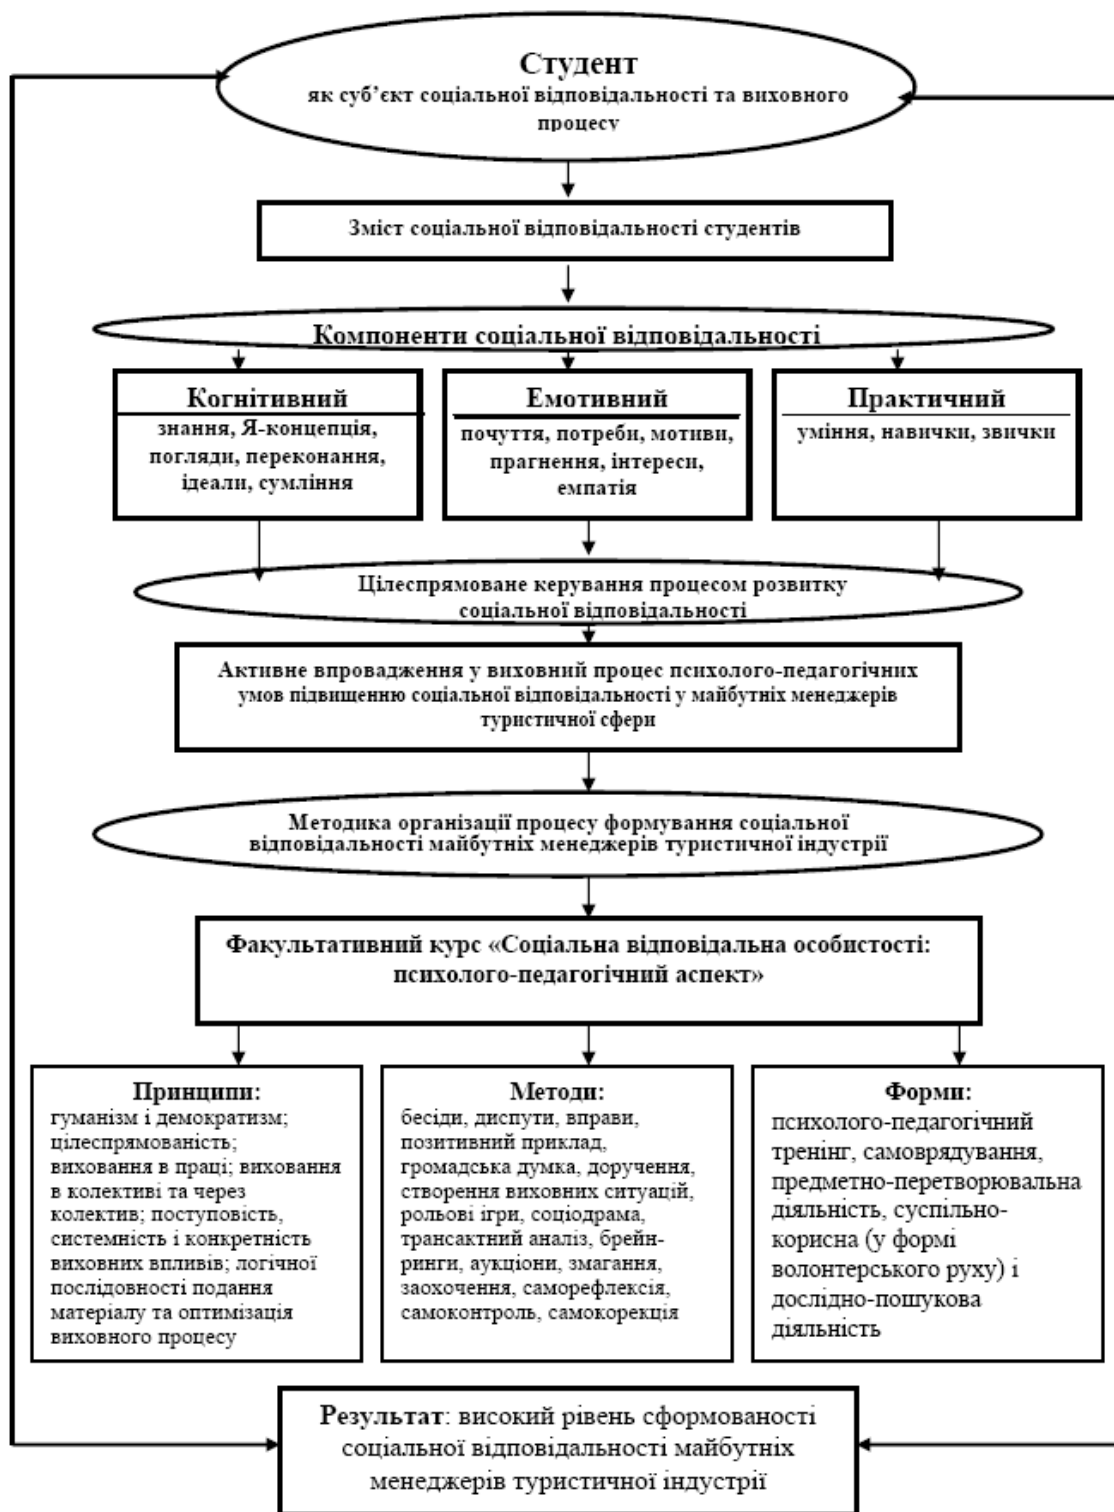 Студент
як суб’єкт соціальної відповідальності та виховного
процесу
Зміст соціальної відповідальності студентів
Компоненти соціальної відповідальності
Когнітивний
знання, Я-концепція,
погляди, переконання,
ідеали, сумління
Емотивний
почуття, потреби, мотиви,
прагнення, інтереси,
емпатія
Практичний
уміння, навички, звички
Цілеспрямоване керування процесом розвитку
соціальної відповідальності
Активне впровадження у виховний процес психолого-педагогічних
умов підвищенню соціальної відповідальності у майбутніх менеджерів
туристичної сфери
Методика організації процесу формування соціальної
відповідальності майбутніх менеджерів туристичної індустрії
Факультативний курс «Соціальна відповідальна особистості:
психолого-педагогічний аспект»
Принципи:
гуманізм і демократизм;
цілеспрямованість;
виховання в праці; виховання
в колективі та через
колектив; поступовість,
системність і конкретність
виховних впливів; логічної
послідовності подання
матеріалу та оптимізація
виховного процесу
Методи:
бесіди, диспути, вправи,
позитивний приклад,
громадська думка, доручення,
створення виховних ситуацій,
рольові ігри, соціодрама,
трансактний аналіз, брейн-
ринги, аукціони, змагання,
заохочення, саморефлексія,
самоконтроль, самокорекція
Форми:
психолого-педагогічний
тренінг, самоврядування,
предметно-перетворювальна
діяльність, суспільно-
корисна (у формі
волонтерського руху) і
дослідно-пошукова
діяльність
Результат: високий рівень сформованості
соціальної відповідальності майбутніх
менеджерів туристичної індустрії